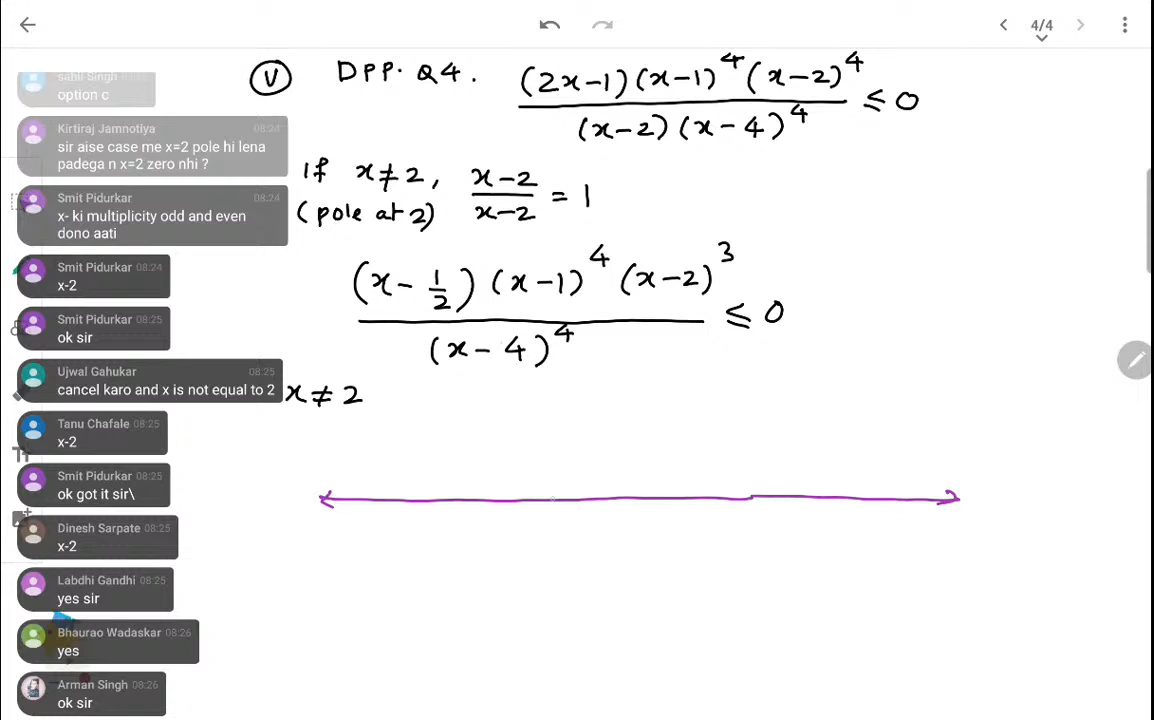 4/4
(V) DPP. Q4. (2x-1)(x-1)^4(x-2)^4 / (x-2)(x-4)^4 ≤ 0
If x≠2, x-2 / x-2 = 1
(pole at 2)
(x-1/2)(x-1)^4(x-2)^3 / (x-4)^4 ≤ 0
x≠2
sahil Singh
option c
Kirtiraj Jamnotiya 08:24
sir aise case me x=2 pole hi lena
padega n x=2 zero nhi ?
Smit Pidurkar 08:24
x- ki multiplicity odd and even
dono aati
Smit Pidurkar 08:24
x-2
Smit Pidurkar 08:25
ok sir
Ujwal Gahukar 08:25
cancel karo and x is not equal to 2
Tanu Chafale 08:25
x-2
Smit Pidurkar 08:25
ok got it sir\
Dinesh Sarpate 08:25
x-2
Labdhi Gandhi 08:25
yes sir
Bhaurao Wadaskar 08:26
yes
Arman Singh 08:26
ok sir